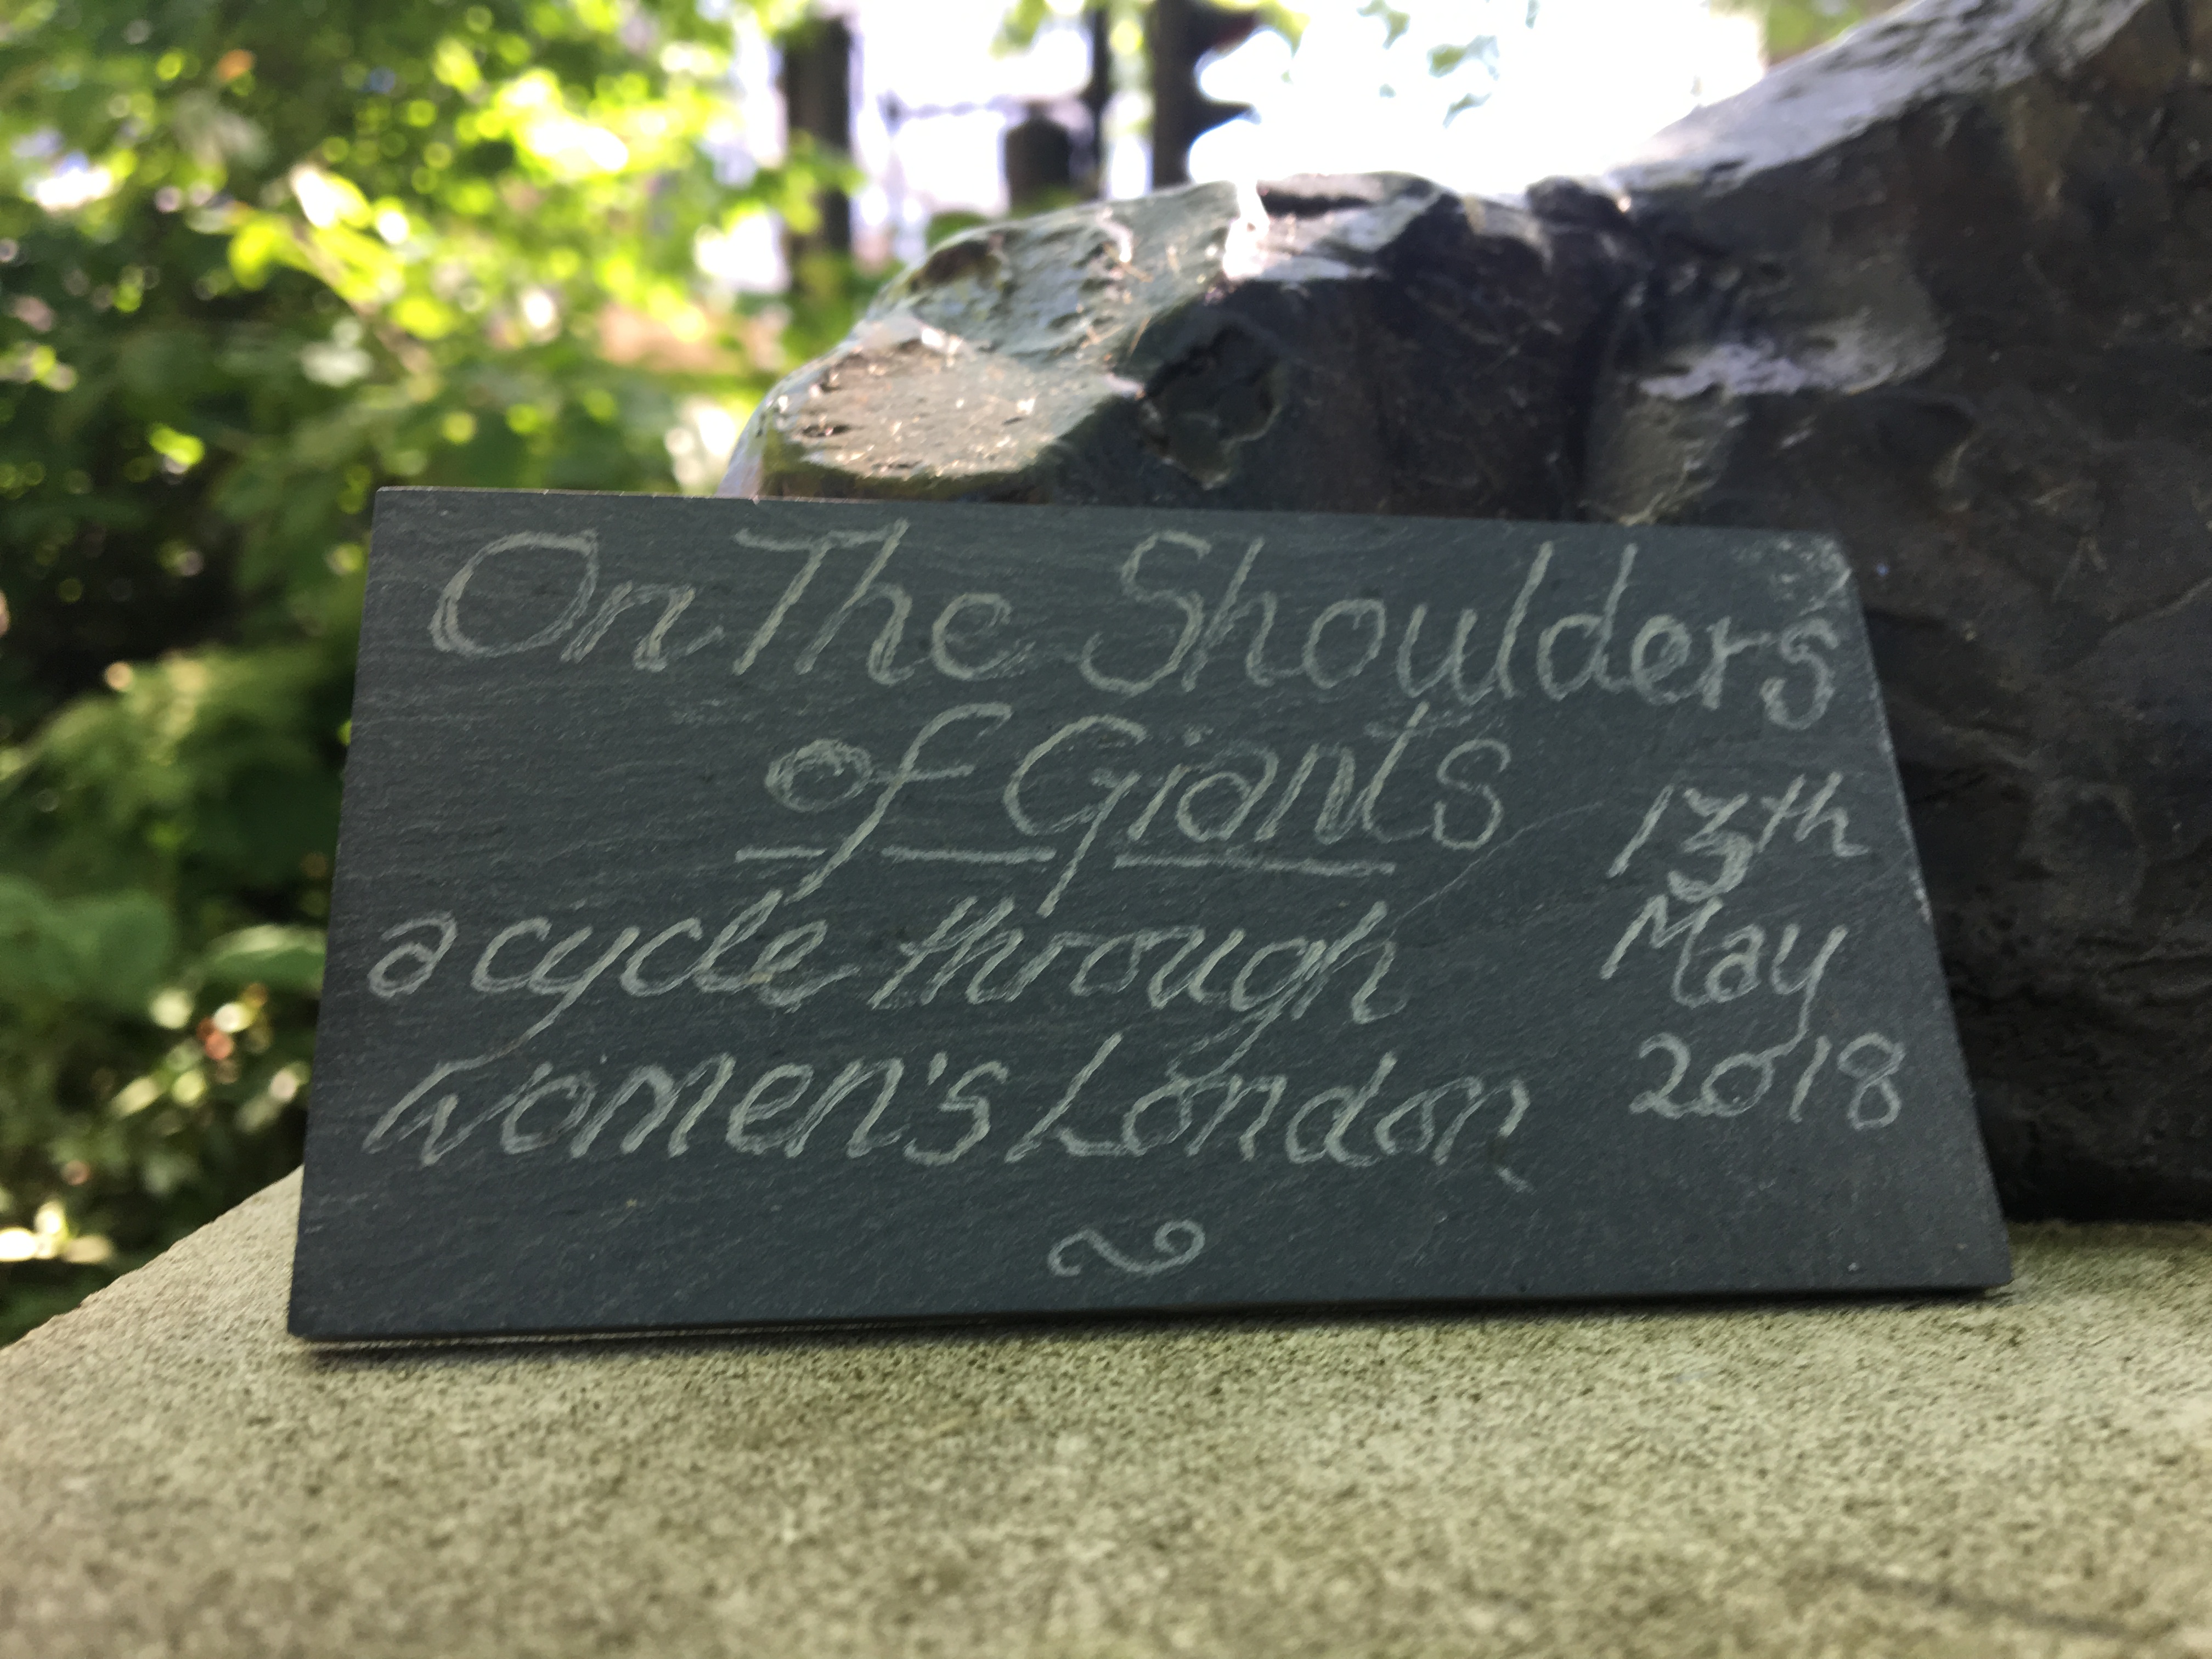 On The Shoulders
of Giants
a cycle through
women's London
13th
May
2018